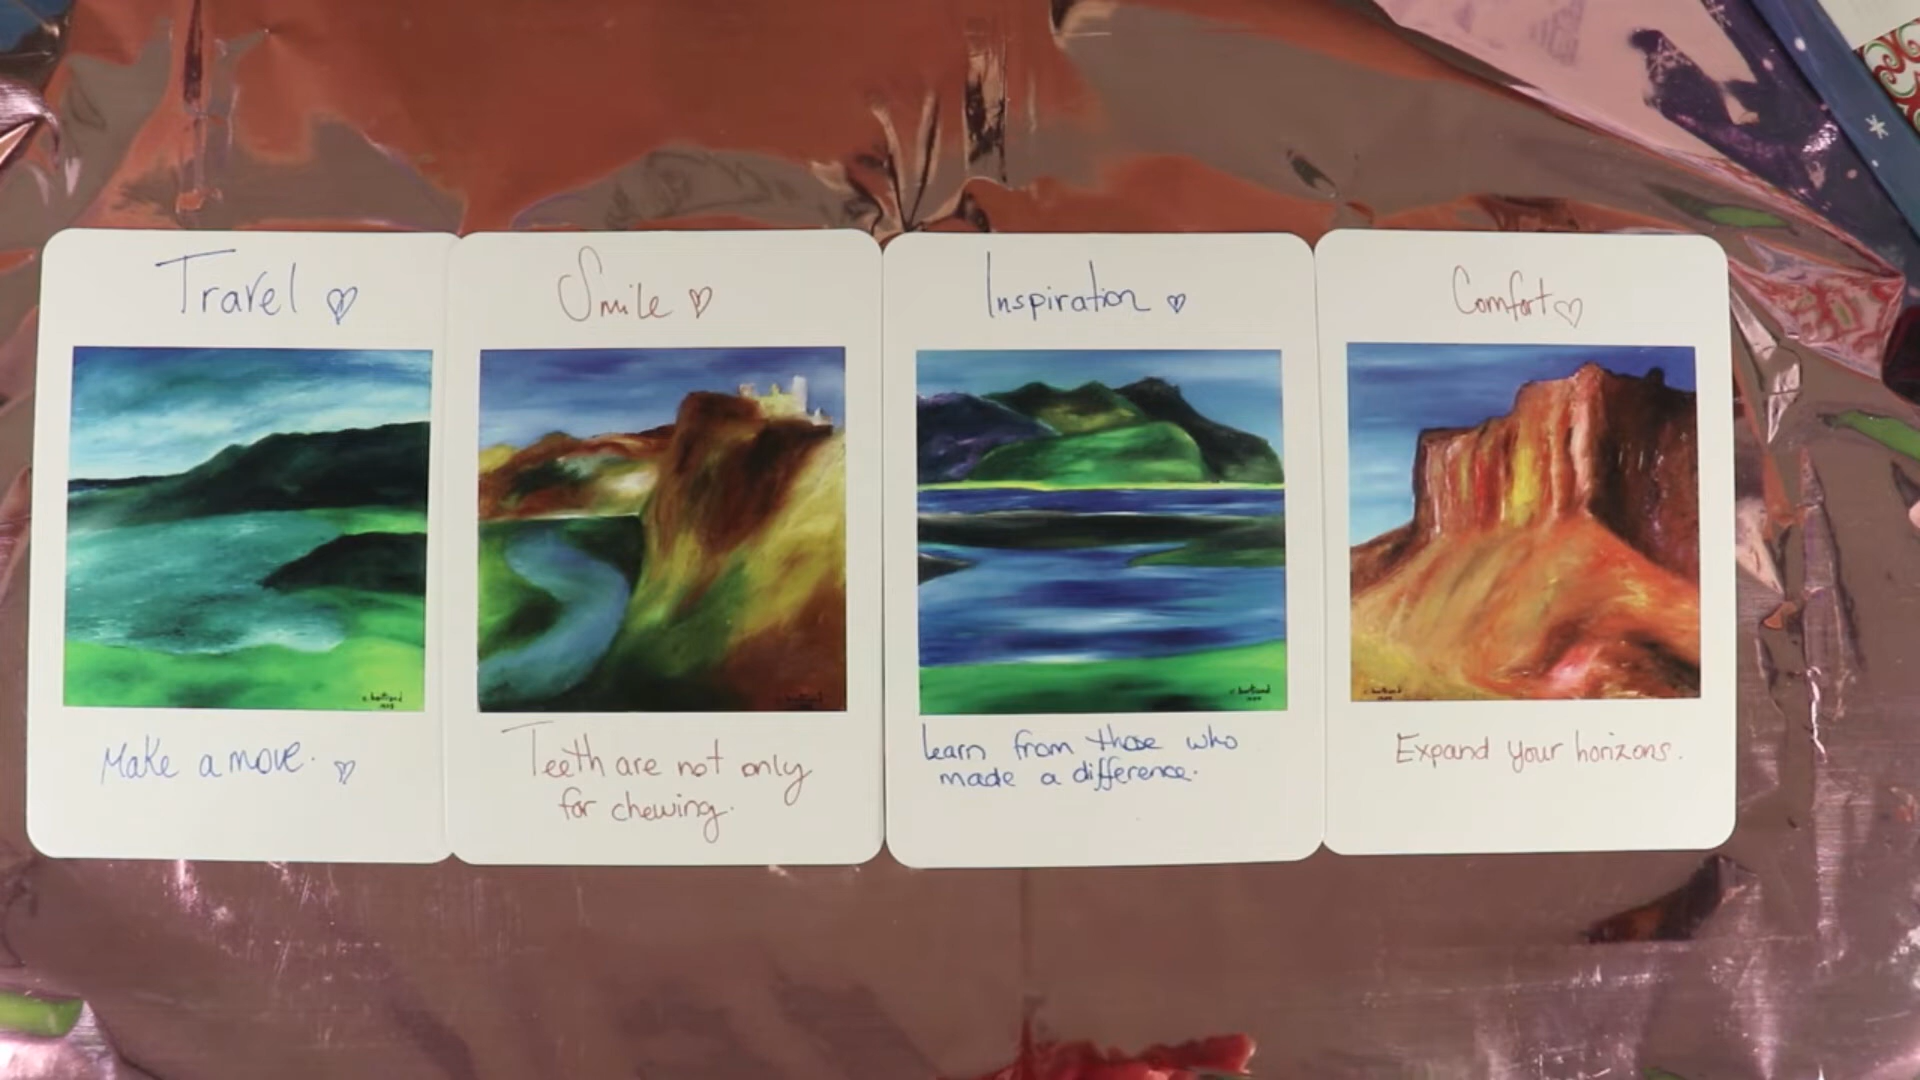 Travel
Make a move.
Smile
Teeth are not only
for chewing.
Inspiration
Learn from those who
made a difference.
Comfort
Expand your horizons.